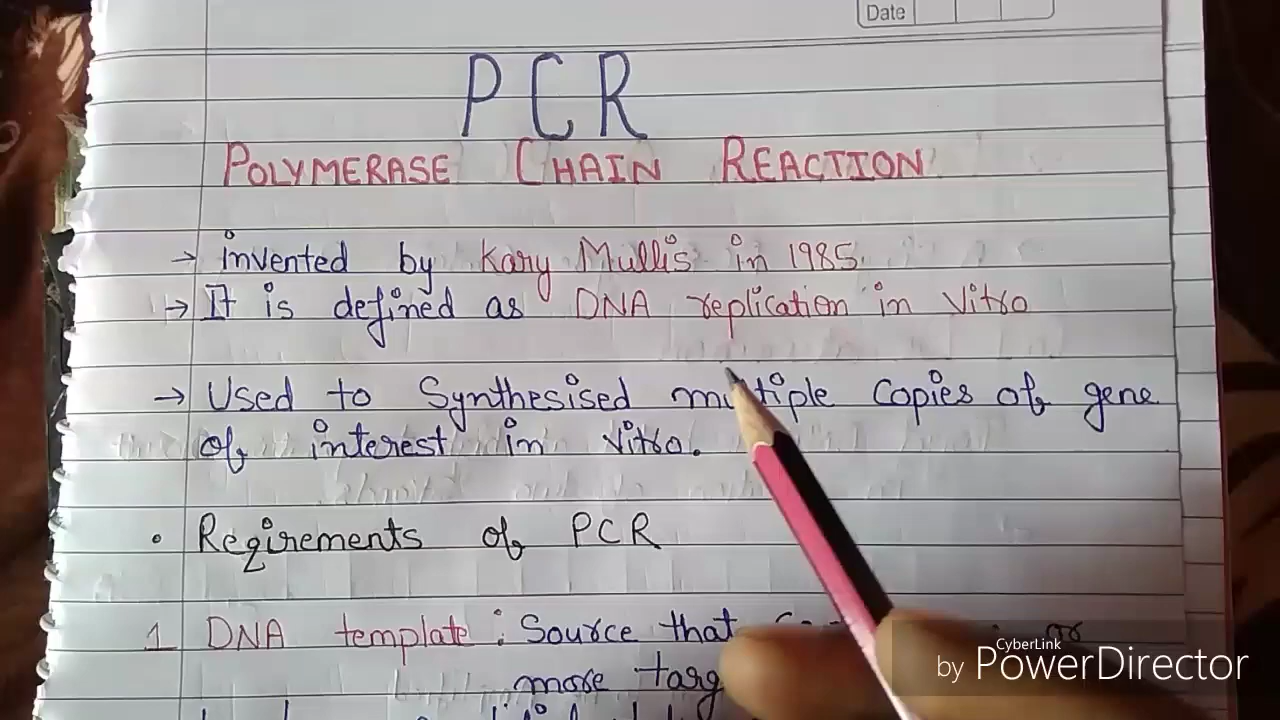 Date
PCR
POLYMERASE CHAIN REACTION
→ invented by Kary Mullis in 1985.
→ It is defined as DNA replication in Vitro
→ Used to Synthesised multiple Copies of gene
of interest in vitro.
• Reqirements of PCR
1 DNA template : Source that or
more targ
CyberLink
by PowerDirector